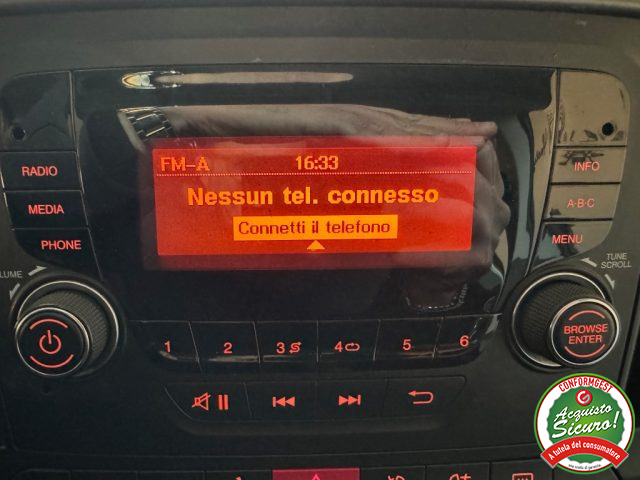 FM-A 16:33
Nessun tel. connesso
Connetti il telefono
RADIO
MEDIA
PHONE
INFO
A-B-C
MENU
TUNE
SCROLL
BROWSE
ENTER
1 2 3 4 5 6
CONFORMGEST
Acquisto
Sicuro!
A tutela del consumatore